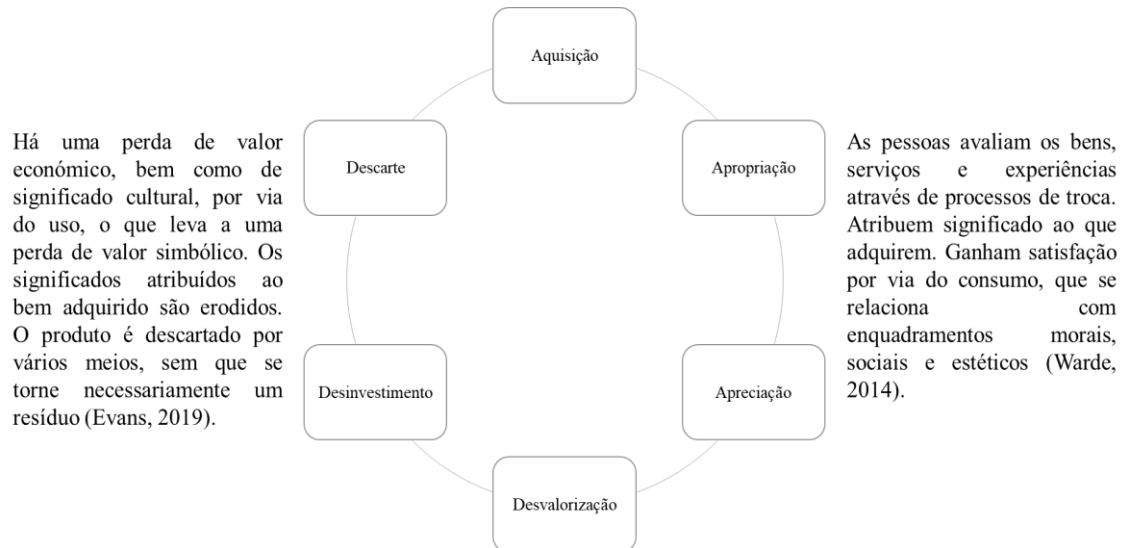 Aquisição
Há uma perda de valor
económico, bem como de
significado cultural, por via
do uso, o que leva a uma
perda de valor simbólico. Os
significados atribuídos ao
bem adquirido são erodidos.
O produto é descartado por
vários meios, sem que se
torne necessariamente um
resíduo (Evans, 2019).
Descarte
Apropriação
As pessoas avaliam os bens,
serviços e experiências
através de processos de troca.
Atribuem significado ao que
adquirem. Ganham satisfação
por via do consumo, que se
relaciona com
enquadramentos morais,
sociais e estéticos (Warde,
2014).
Desinvestimento
Apreciação
Desvalorização